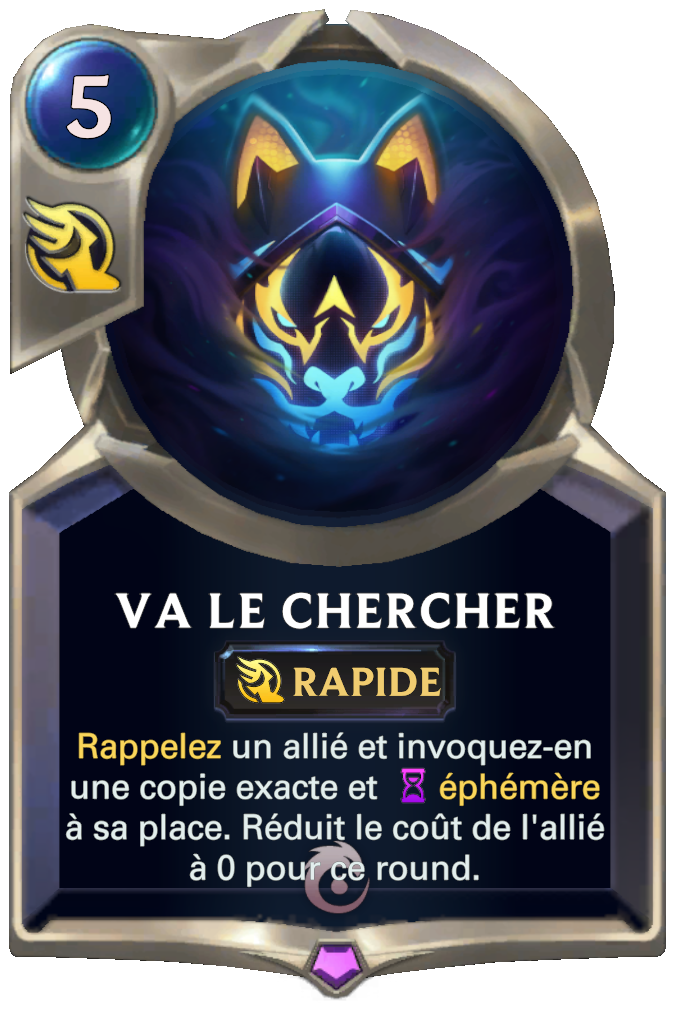 5
VA LE CHERCHER
RAPIDE
Rappelez un allié et invoquez-en
une copie exacte et éphémère
à sa place. Réduit le coût de l'allié
à 0 pour ce round.